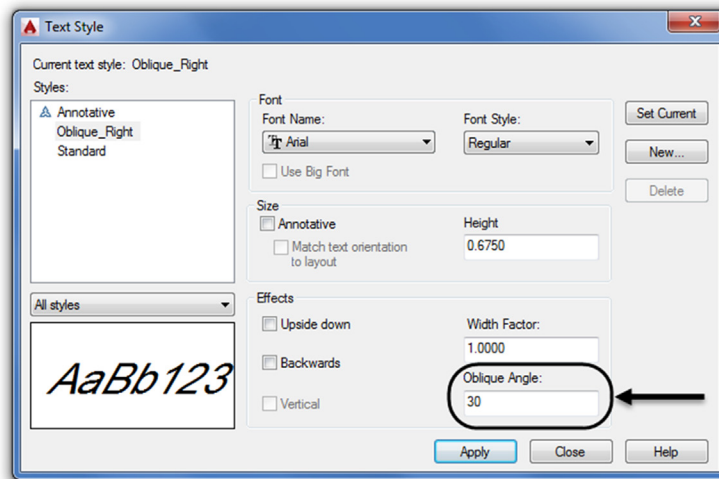 Text Style
Current text style: Oblique_Right
Styles:
Annotative
Oblique_Right
Standard
All styles
AaBb123
Font
Font Name:
Arial
Use Big Font
Font Style:
Regular
Size
Annotative
Match text orientation
to layout
Height
0.6750
Effects
Upside down
Backwards
Vertical
Width Factor:
1.0000
Oblique Angle:
30
Set Current
New...
Delete
Apply
Close
Help